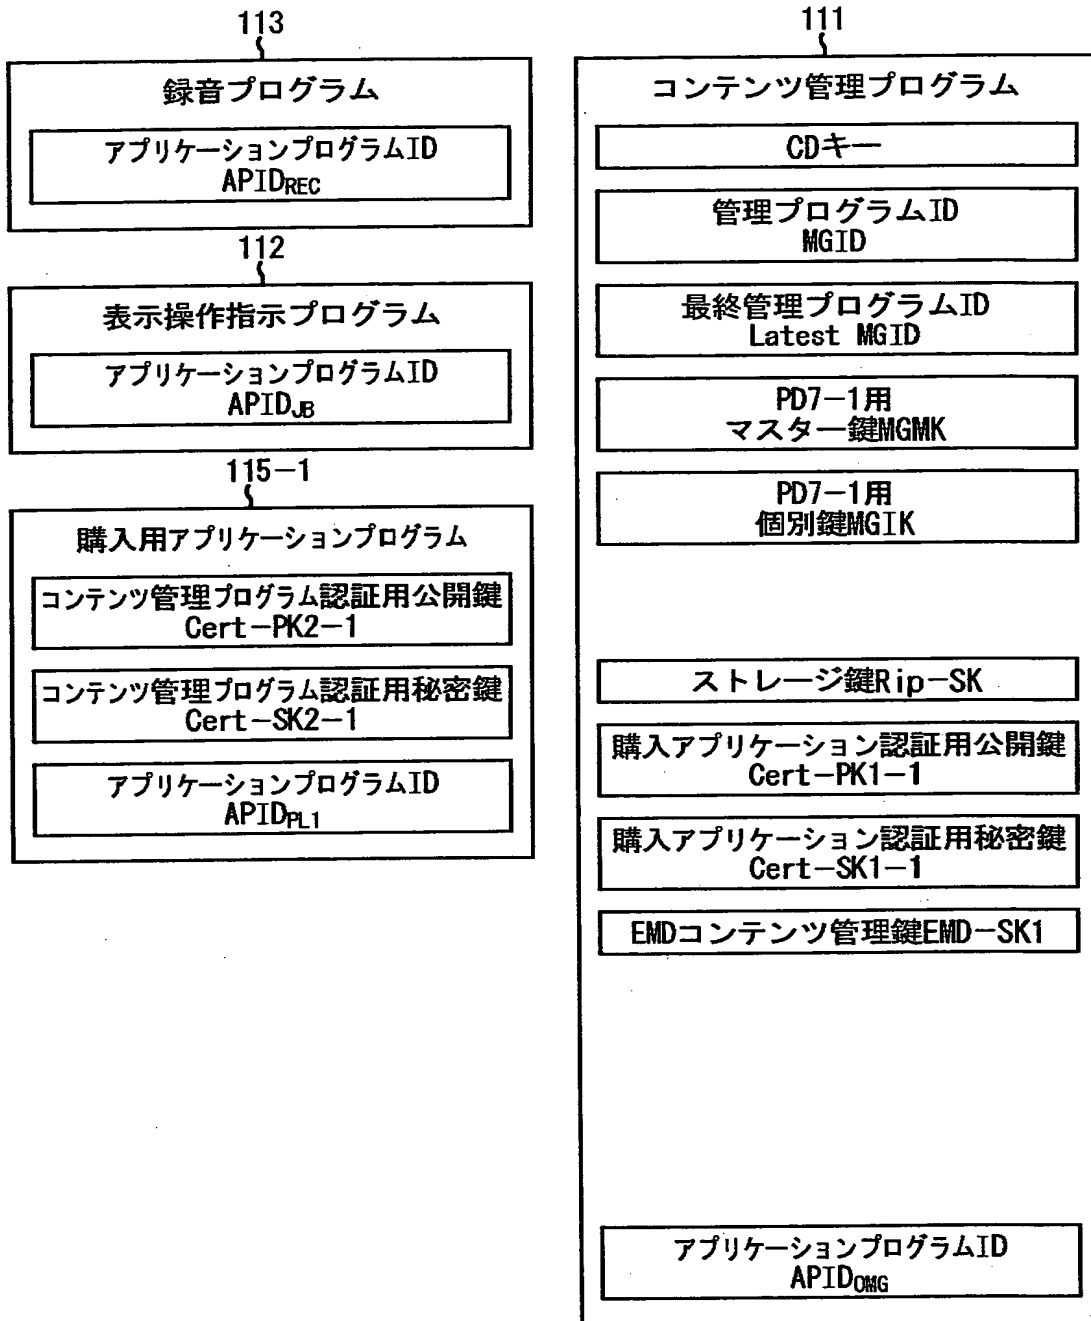 113
録音プログラム
アプリケーションプログラムID
APIDREC
112
表示操作指示プログラム
アプリケーションプログラムID
APIDJB
115-1
購入用アプリケーションプログラム
コンテンツ管理プログラム認証用公開鍵
Cert-PK2-1
コンテンツ管理プログラム認証用秘密鍵
Cert-SK2-1
アプリケーションプログラムID
APIDPL1
111
コンテンツ管理プログラム
CDキー
管理プログラムID
MGID
最終管理プログラムID
Latest MGID
PD7-1用
マスター鍵MGMK
PD7-1用
個別鍵MGIK
ストレージ鍵Rip-SK
購入アプリケーション認証用公開鍵
Cert-PK1-1
購入アプリケーション認証用秘密鍵
Cert-SK1-1
EMDコンテンツ管理鍵EMD-SK1
アプリケーションプログラムID
APIDOMG